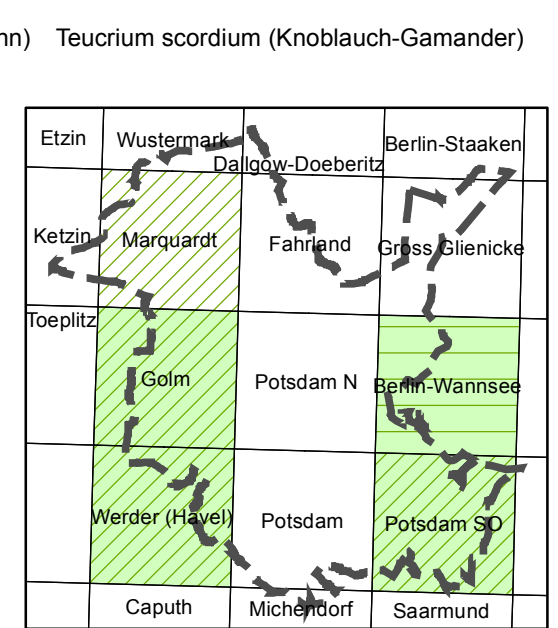 nn) Teucrium scordium (Knoblauch-Gamander)
Etzin Wustermark Dallgow-Doeberitz Berlin-Staaken
Ketzin Marquardt Fahrland Gross Glienicke
Toeplitz
Golm Potsdam N Berlin-Wannsee
Werder (Havel) Potsdam Potsdam SO
Caputh Michendorf Saarmund